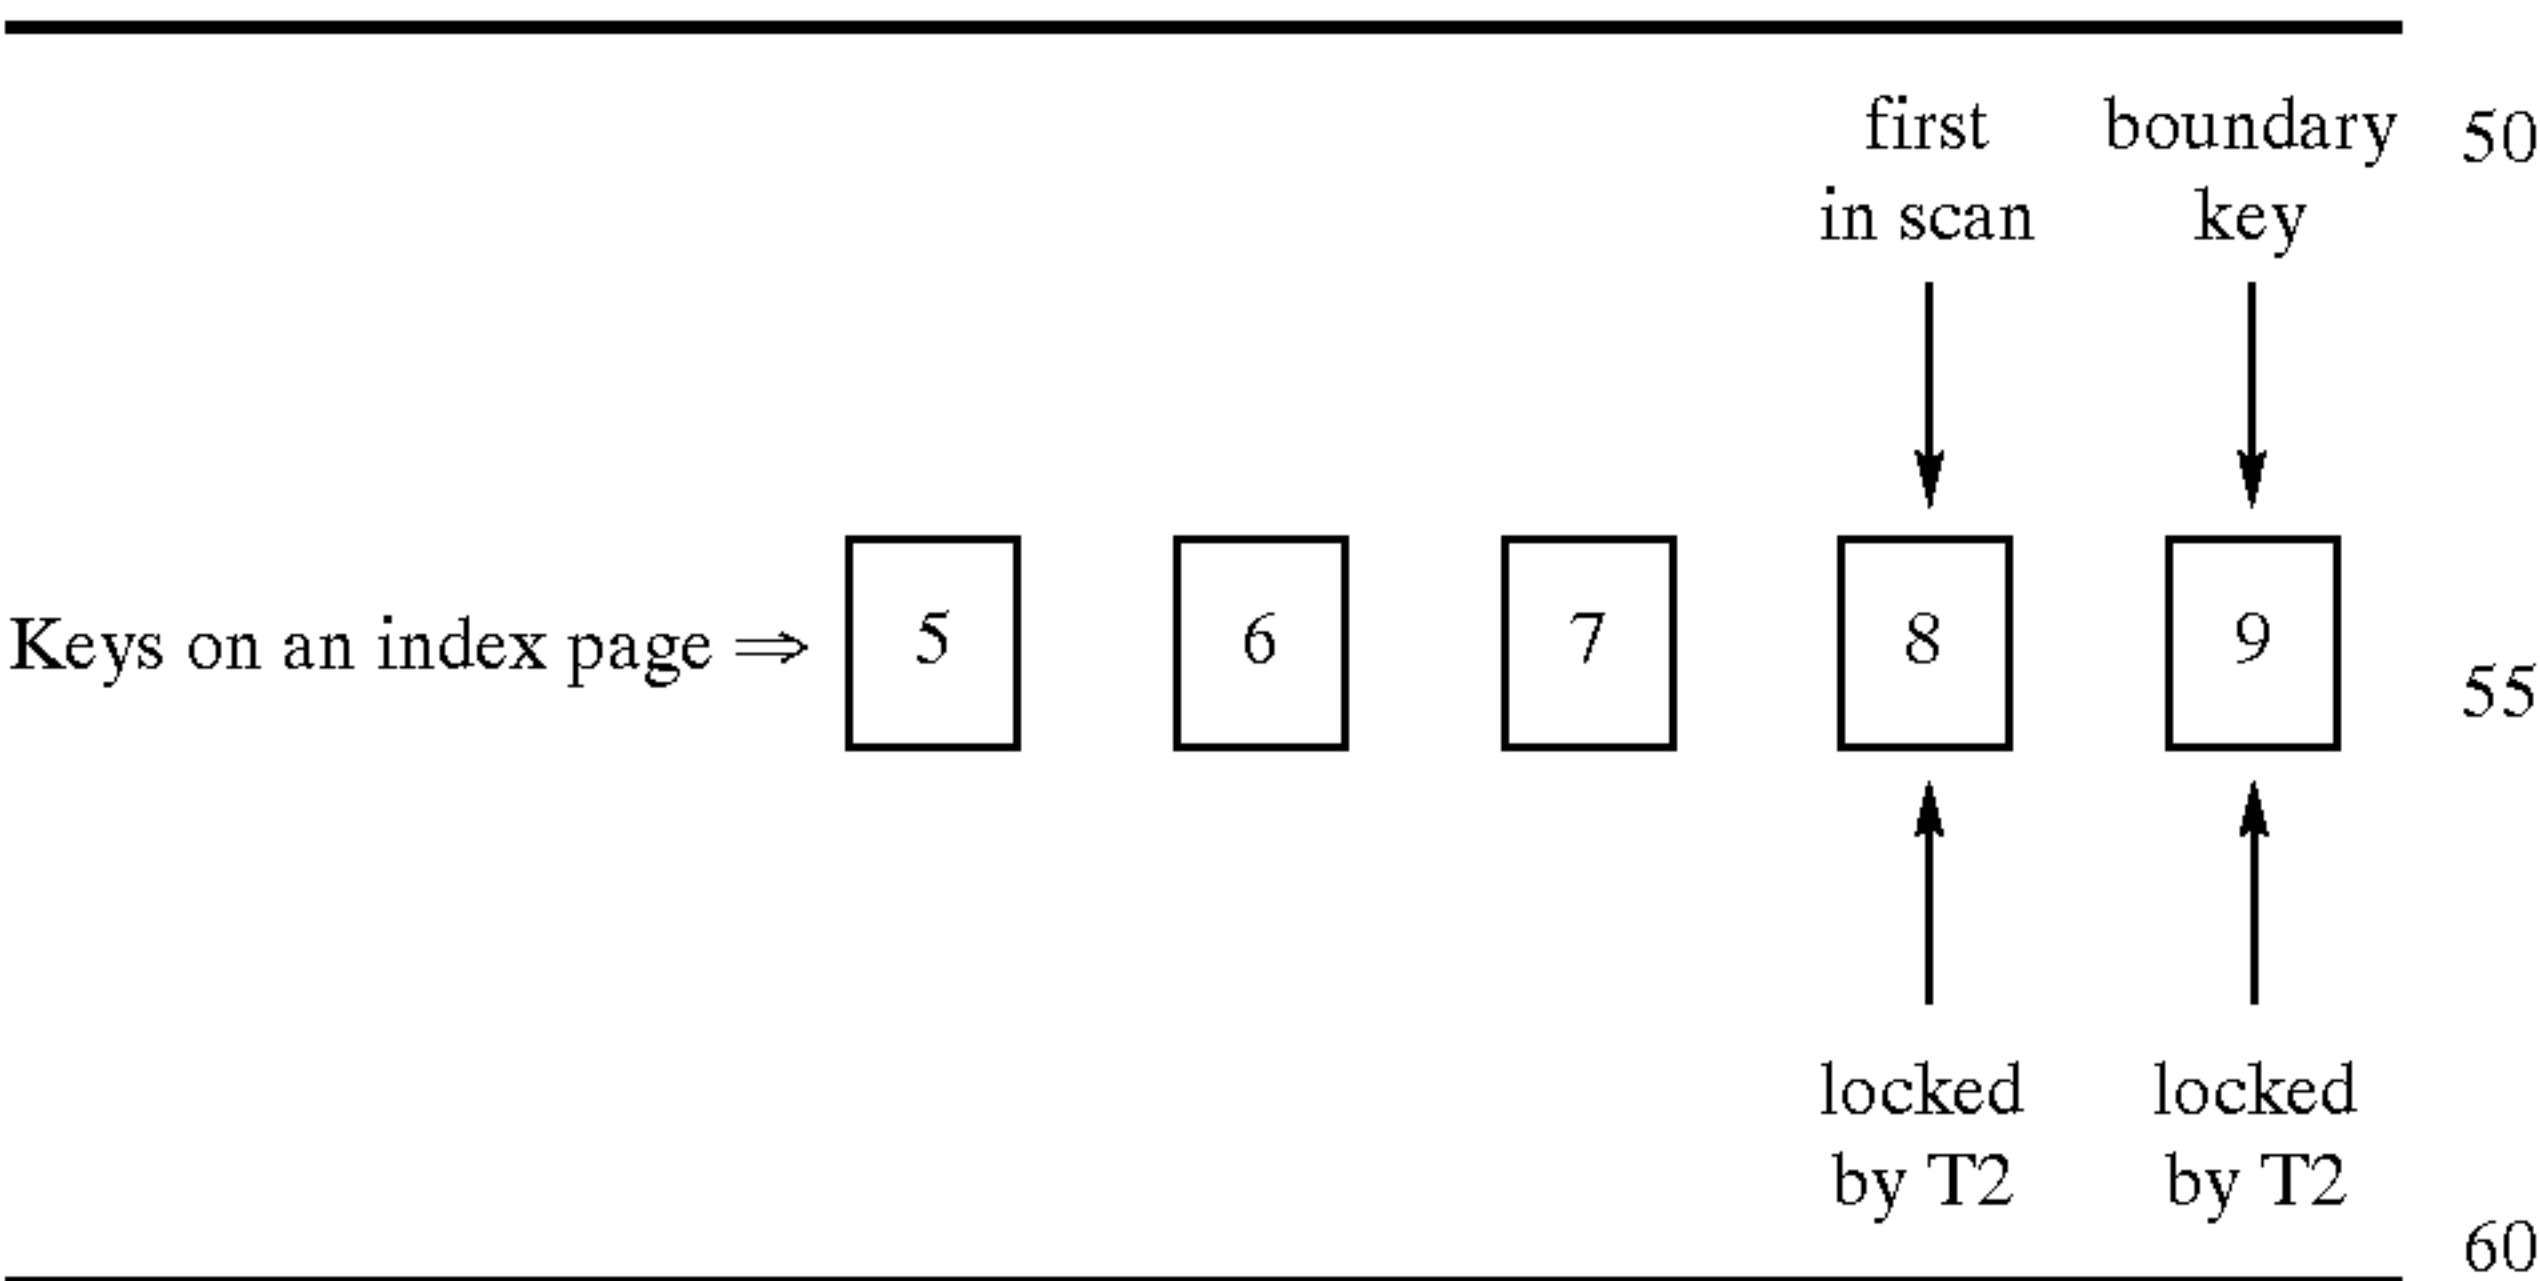 first boundary 50
in scan key
Keys on an index page ⇒ 5 6 7 8 9
55
locked locked
by T2 by T2
60